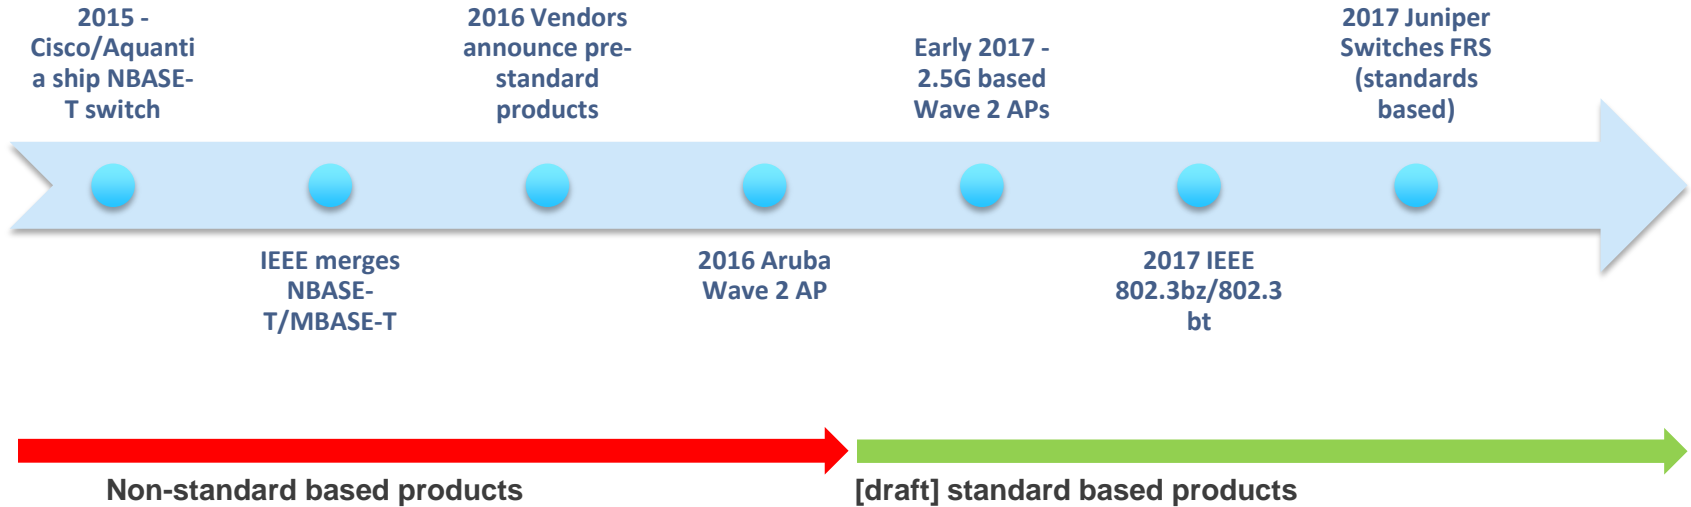 2015 -
Cisco/Aquanti
a ship NBASE-
T switch
IEEE merges
NBASE-
T/MBASE-T
2016 Vendors
announce pre-
standard
products
2016 Aruba
Wave 2 AP
Early 2017 -
2.5G based
Wave 2 APs
2017 IEEE
802.3bz/802.3
bt
2017 Juniper
Switches FRS
(standards
based)
Non-standard based products
[draft] standard based products